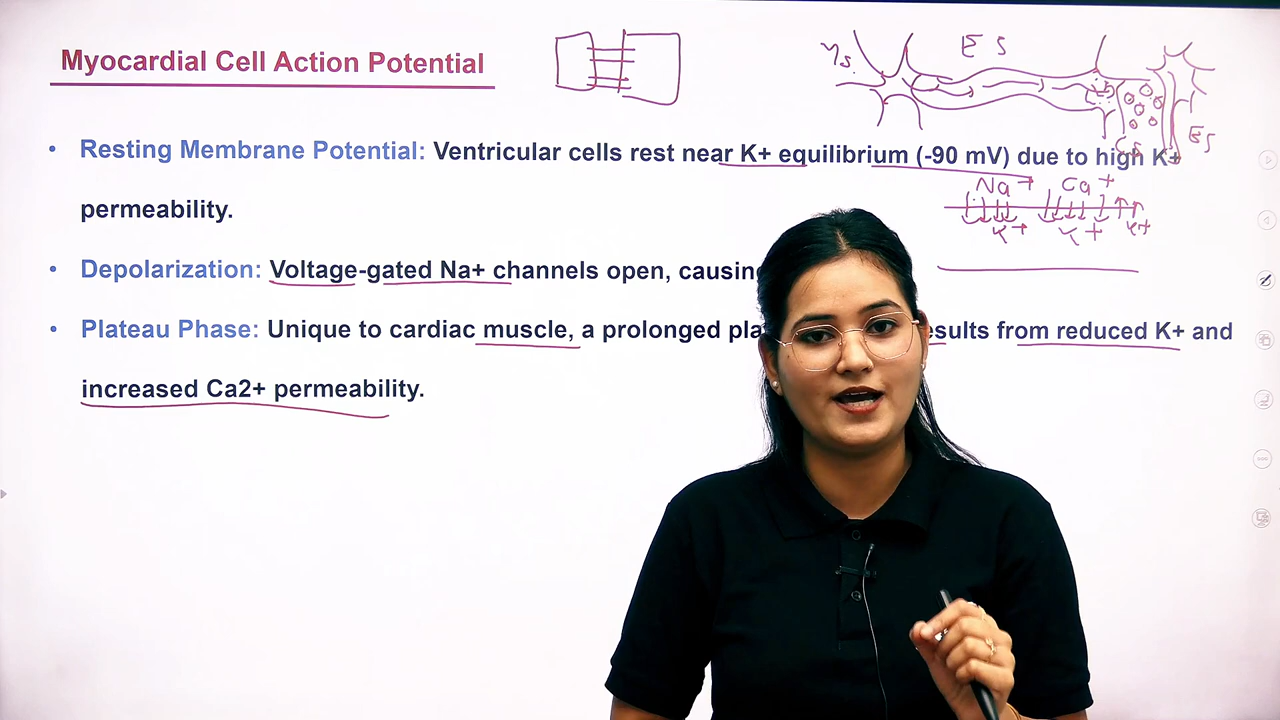 Myocardial Cell Action Potential
ES
ES
• Resting Membrane Potential: Ventricular cells rest near K+ equilibrium (-90 mV) due to high K+
permeability.
Na+ Ca+
K+ K+ K+
• Depolarization: Voltage-gated Na+ channels open, causing
• Plateau Phase: Unique to cardiac muscle, a prolonged results from reduced K+ and
increased Ca2+ permeability.